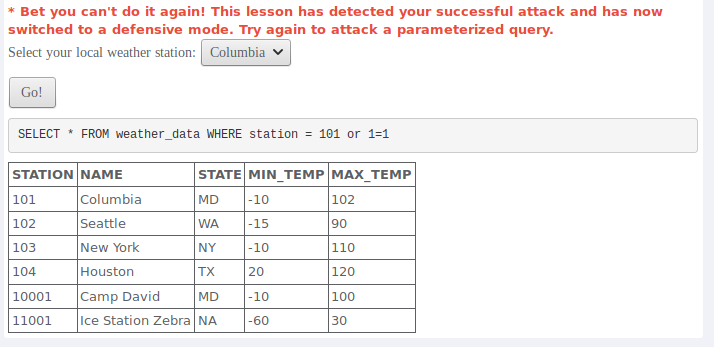 * Bet you can't do it again! This lesson has detected your successful attack and has now
switched to a defensive mode. Try again to attack a parameterized query.
Select your local weather station: Columbia
Go!
SELECT * FROM weather_data WHERE station = 101 or 1=1
STATION NAME STATE MIN_TEMP MAX_TEMP
101 Columbia MD -10 102
102 Seattle WA -15 90
103 New York NY -10 110
104 Houston TX 20 120
10001 Camp David MD -10 100
11001 Ice Station Zebra NA -60 30